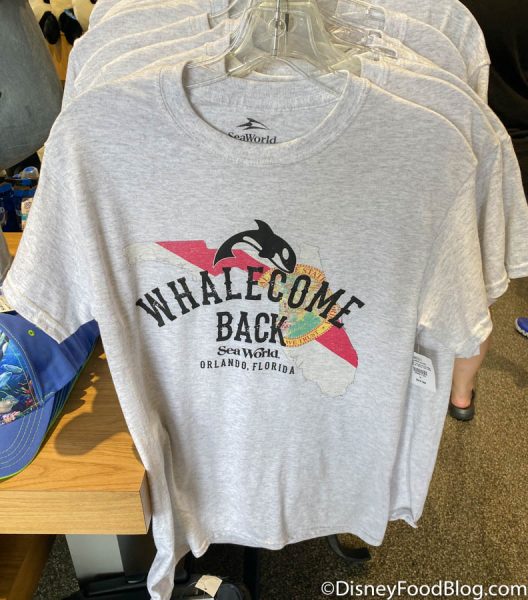 SeaWorld
WHALECOME
BACK
SeaWorld
ORLANDO, FLORIDA
©DisneyFoodBlog.com